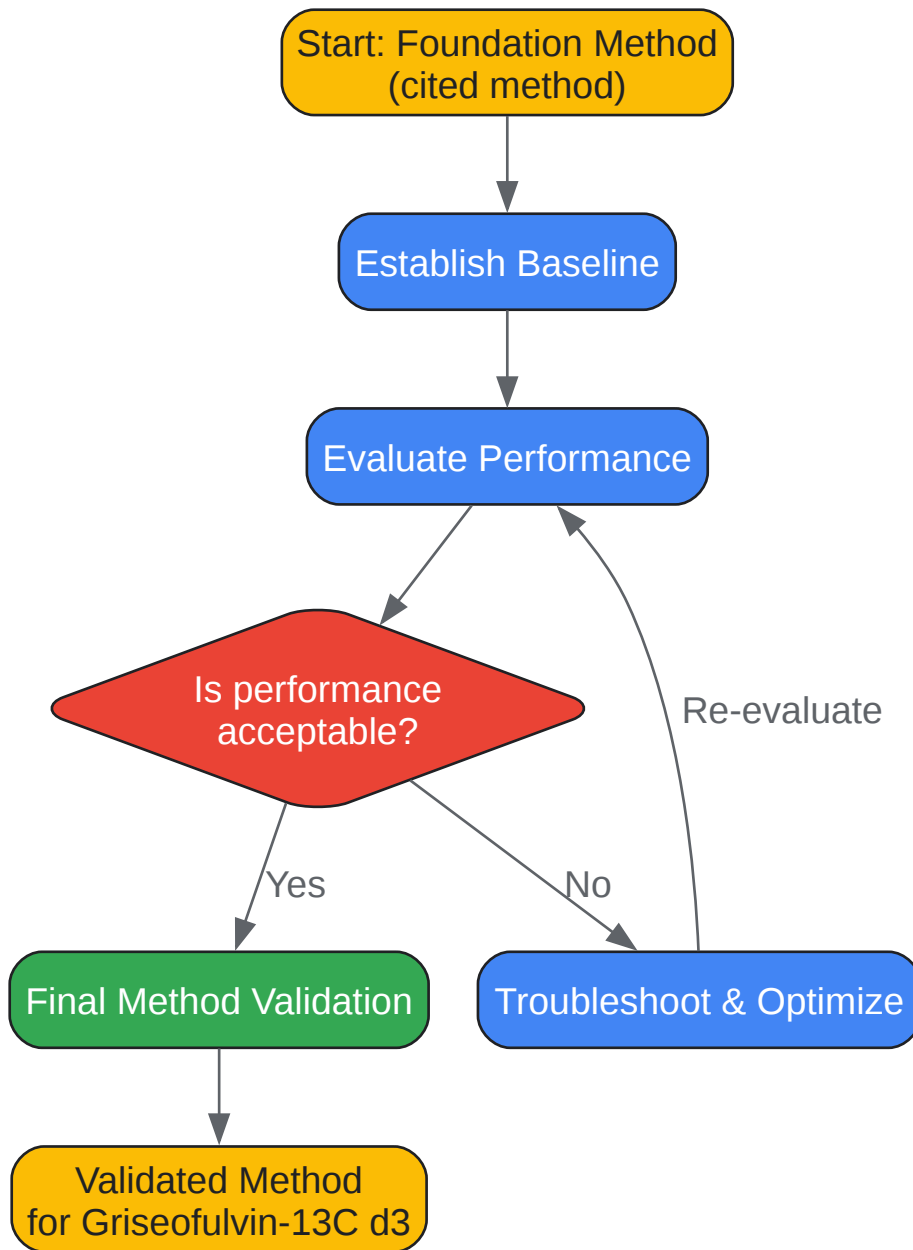 Start: Foundation Method
(cited method)
Establish Baseline
Evaluate Performance
Is performance
acceptable?
Re-evaluate
Yes
No
Final Method Validation
Troubleshoot & Optimize
Validated Method
for Griseofulvin-13C d3